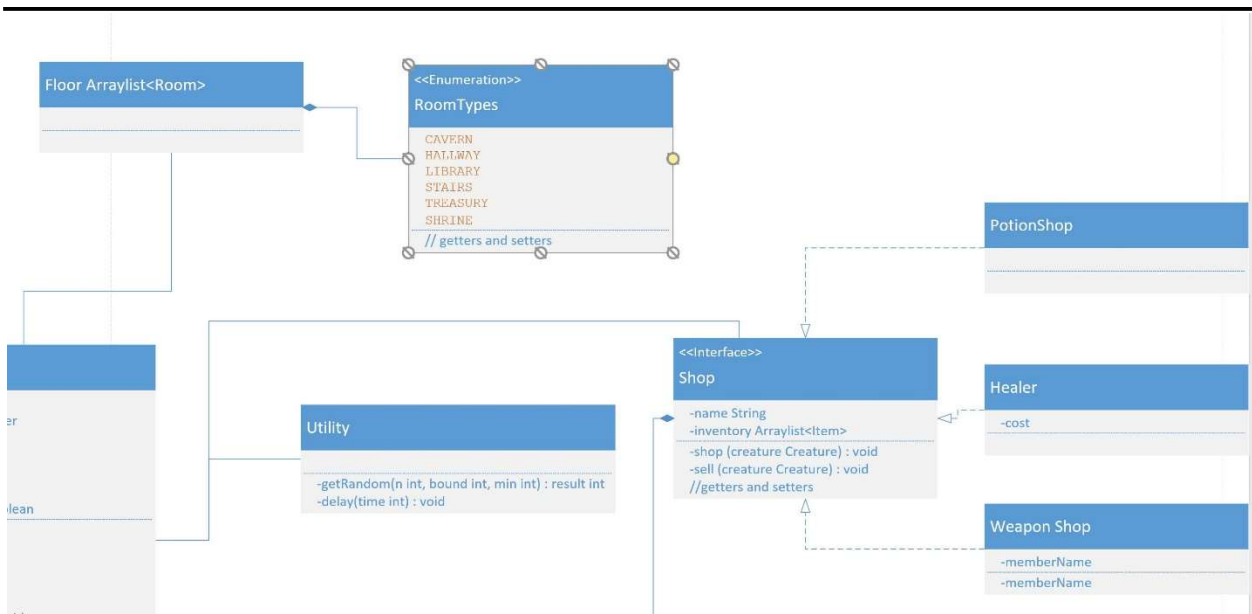 Floor Arraylist<Room>
<<Enumeration>>
RoomTypes
CAVERN
HALLWAY
LIBRARY
STAIRS
TREASURY
SHRINE
// getters and setters
PotionShop
<<Interface>>
Shop
-name String
-inventory Arraylist<Item>
-shop (creature Creature) : void
-sell (creature Creature) : void
//getters and setters
Healer
-cost
er
Utility
-getRandom(n int, bound int, min int) : result int
-delay(time int) : void
lean
Weapon Shop
-memberName
-memberName